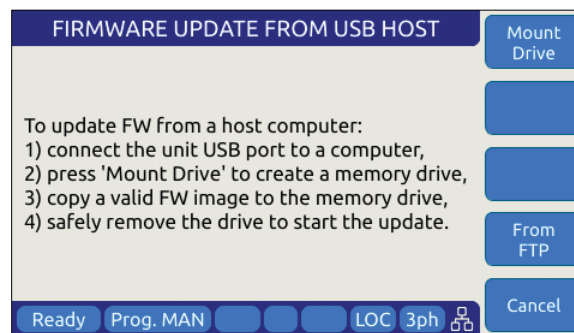 FIRMWARE UPDATE FROM USB HOST
Mount
Drive
To update FW from a host computer:
1) connect the unit USB port to a computer,
2) press 'Mount Drive' to create a memory drive,
3) copy a valid FW image to the memory drive,
4) safely remove the drive to start the update.
From
FTP
Cancel
Ready Prog. MAN LOC 3ph